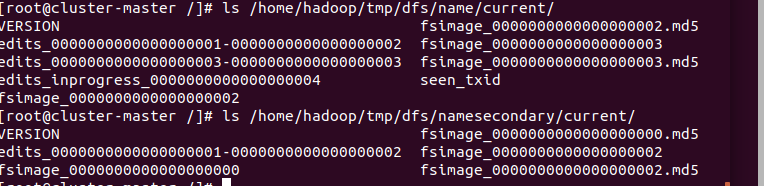 [root@cluster-master /]# ls /home/hadoop/tmp/dfs/name/current/
VERSION fsimage_0000000000000000002.md5
edits_0000000000000000001-0000000000000000002 fsimage_0000000000000000003
edits_0000000000000000003-0000000000000000003 fsimage_0000000000000000003.md5
edits_inprogress_0000000000000000004 seen_txid
fsimage_0000000000000000002
[root@cluster-master /]# ls /home/hadoop/tmp/dfs/namesecondary/current/
VERSION fsimage_0000000000000000000.md5
edits_0000000000000000001-0000000000000000002 fsimage_0000000000000000002
fsimage_0000000000000000000 fsimage_0000000000000000002.md5
[root@cluster-master /]#